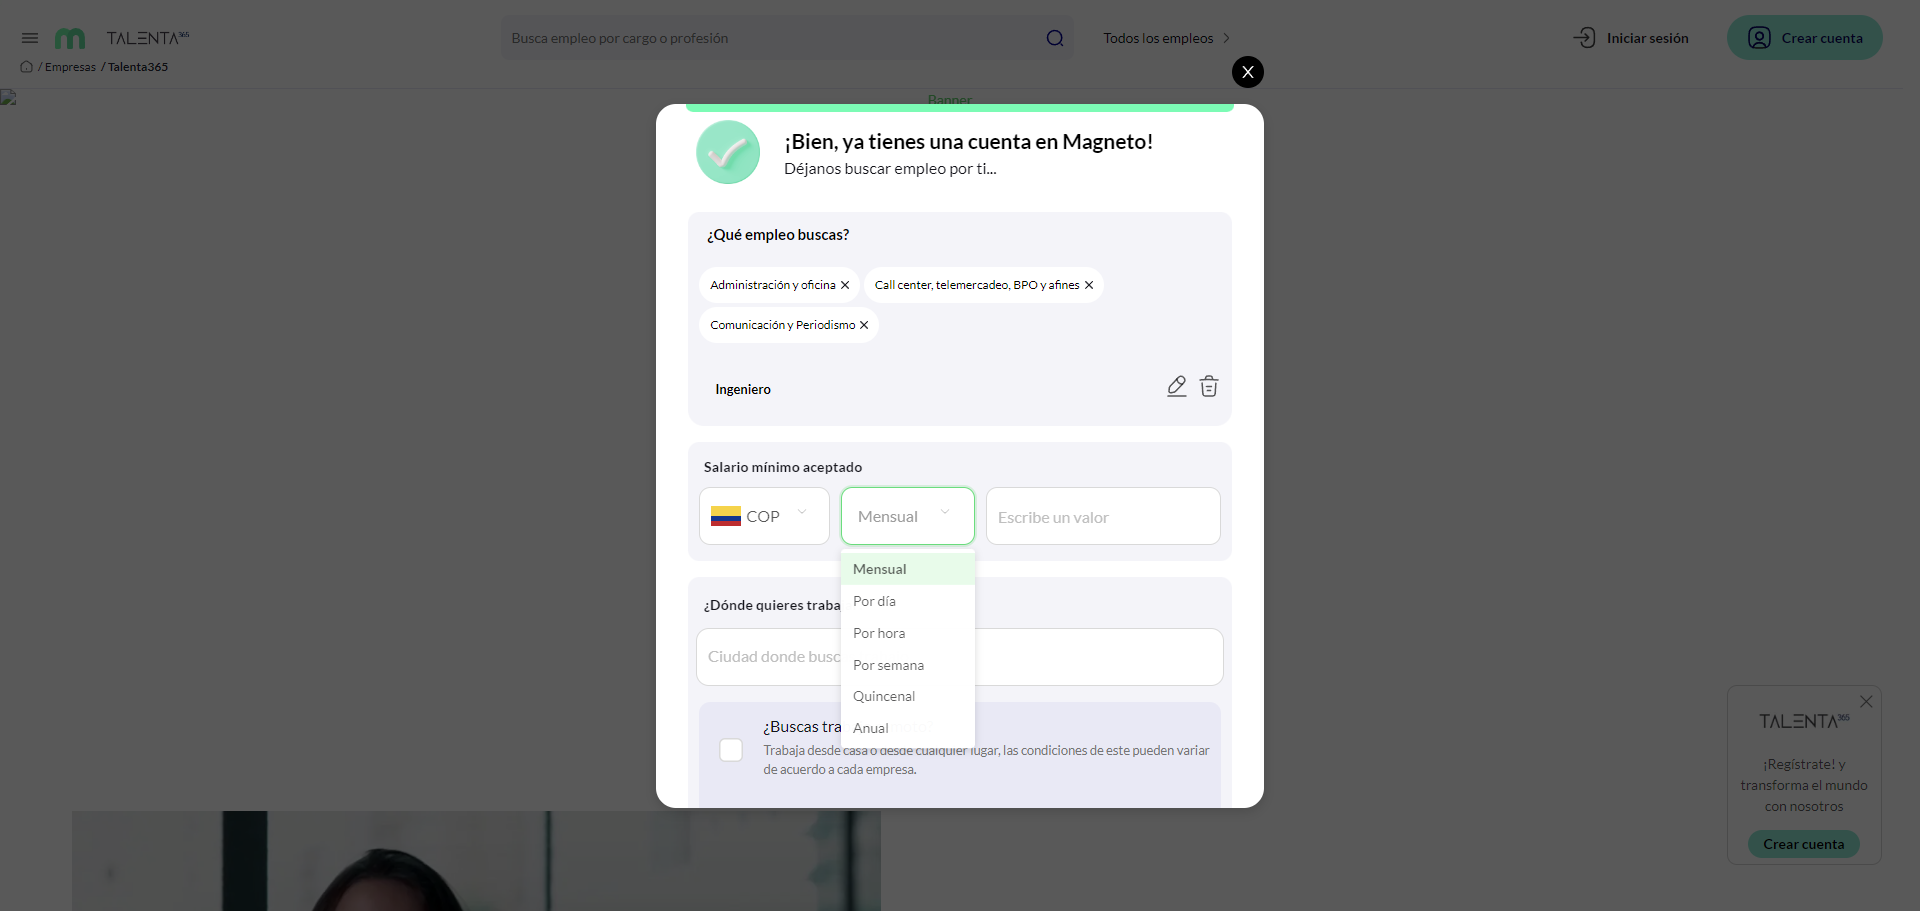 TALENTA365
Busca empleo por cargo o profesión
Todos los empleos
Iniciar sesión
Crear cuenta
/ Empresas / Talenta365
X
Banner
¡Bien, ya tienes una cuenta en Magneto!
Déjanos buscar empleo por ti...
¿Qué empleo buscas?
Administración y oficina
Call center, telemercadeo, BPO y afines
Comunicación y Periodismo
Ingeniero
Salario mínimo aceptado
COP
Mensual
Escribe un valor
Mensual
Por día
Por hora
Por semana
Quincenal
Anual
¿Dónde quieres traba
Ciudad donde busc
¿Buscas tra
Trabaja desde casa o desde cualquier lugar, las condiciones de este pueden variar
de acuerdo a cada empresa.
TALENTA365
¡Regístrate! y
transforma el mundo
con nosotros
Crear cuenta